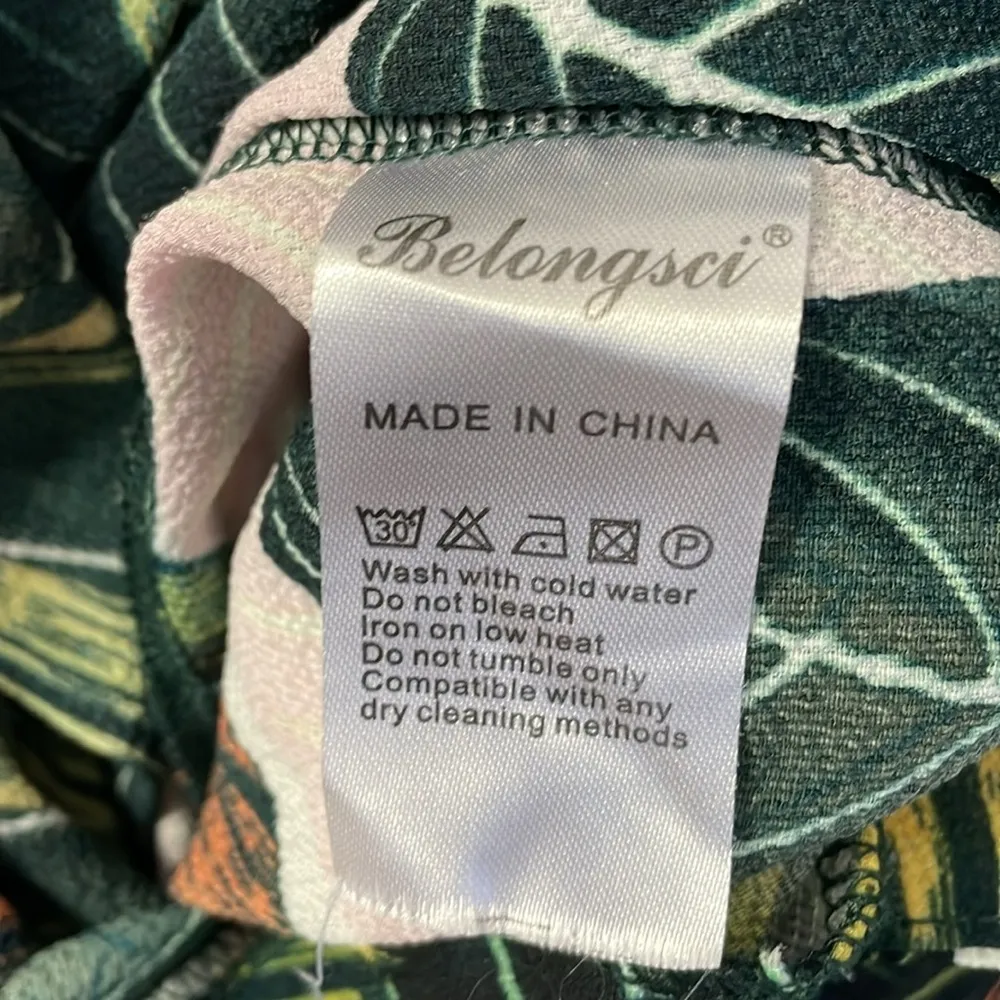 Belongsci®
MADE IN CHINA
30°
P
Wash with cold water
Do not bleach
Iron on low heat
Do not tumble only
Compatible with any
dry cleaning methods